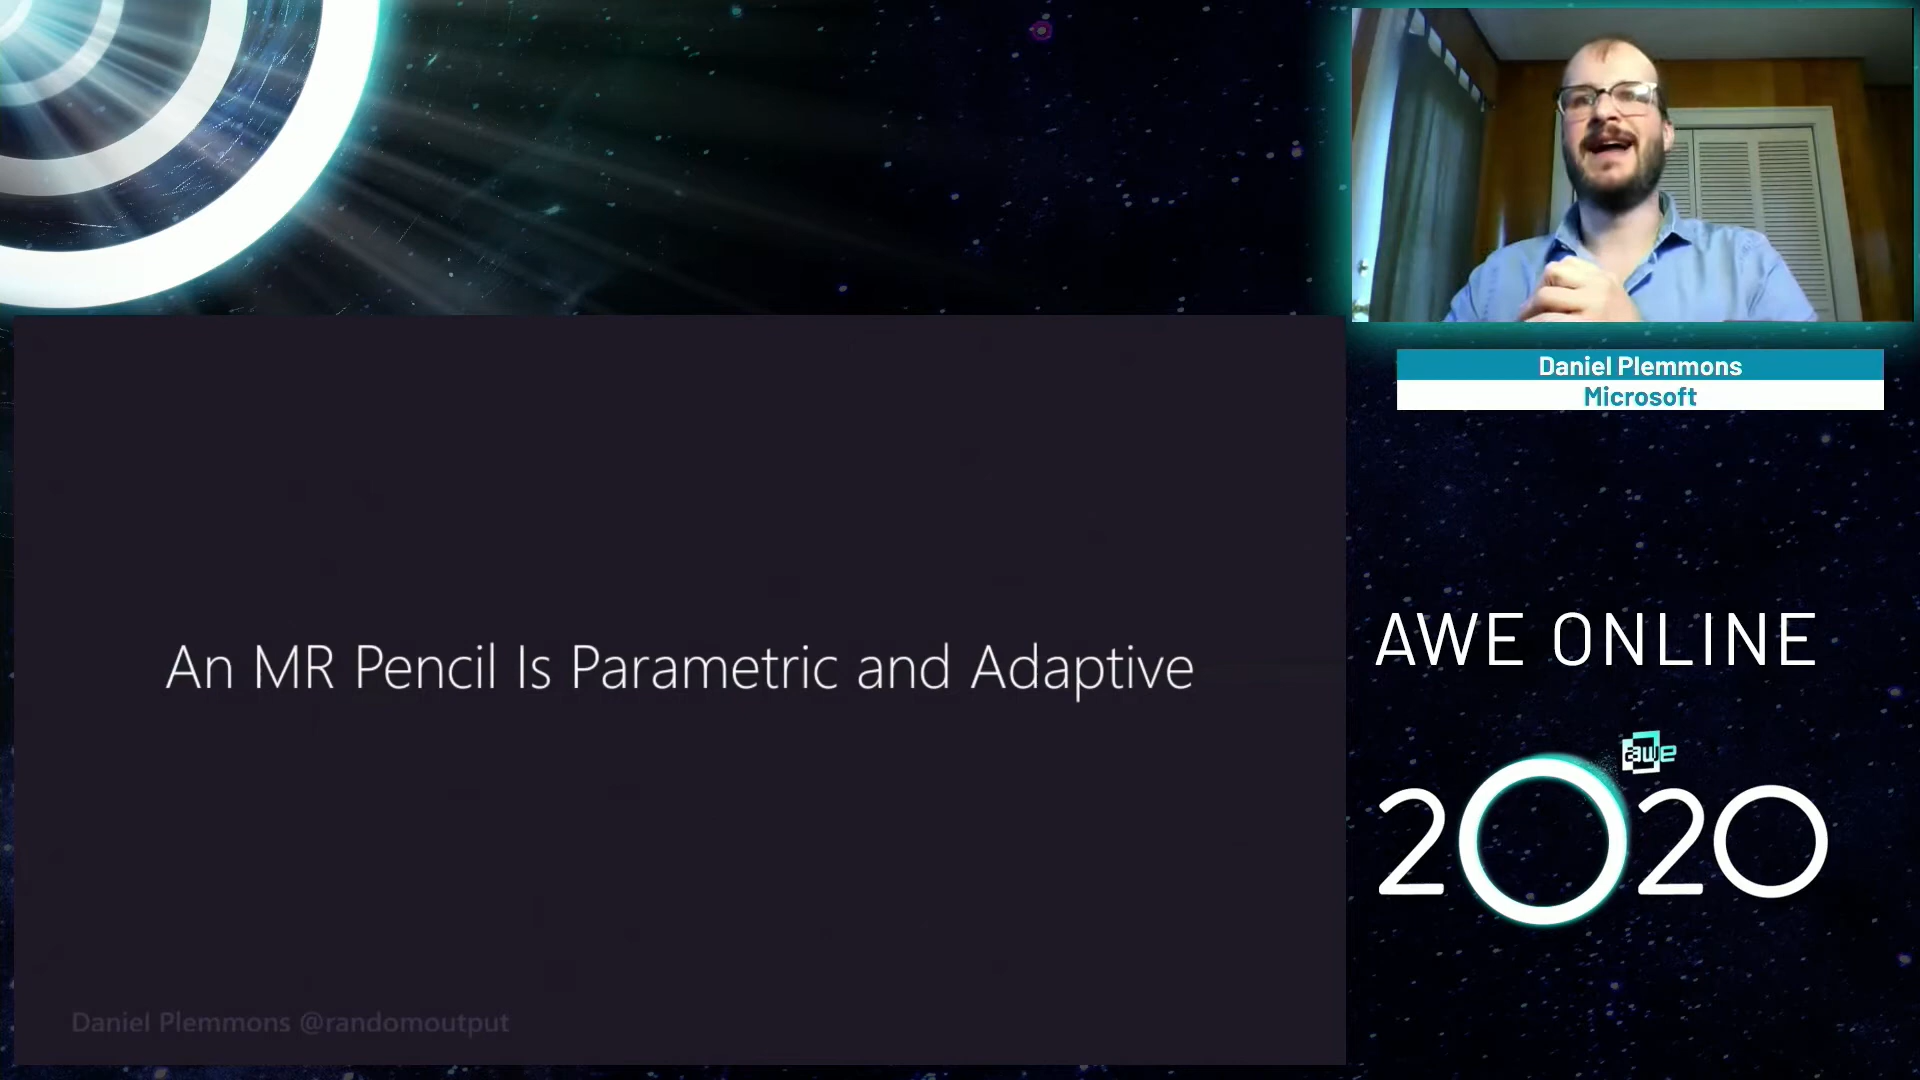 Daniel Plemmons
Microsoft
An MR Pencil Is Parametric and Adaptive
Daniel Plemmons @randomoutput
AWE ONLINE
awe
2020